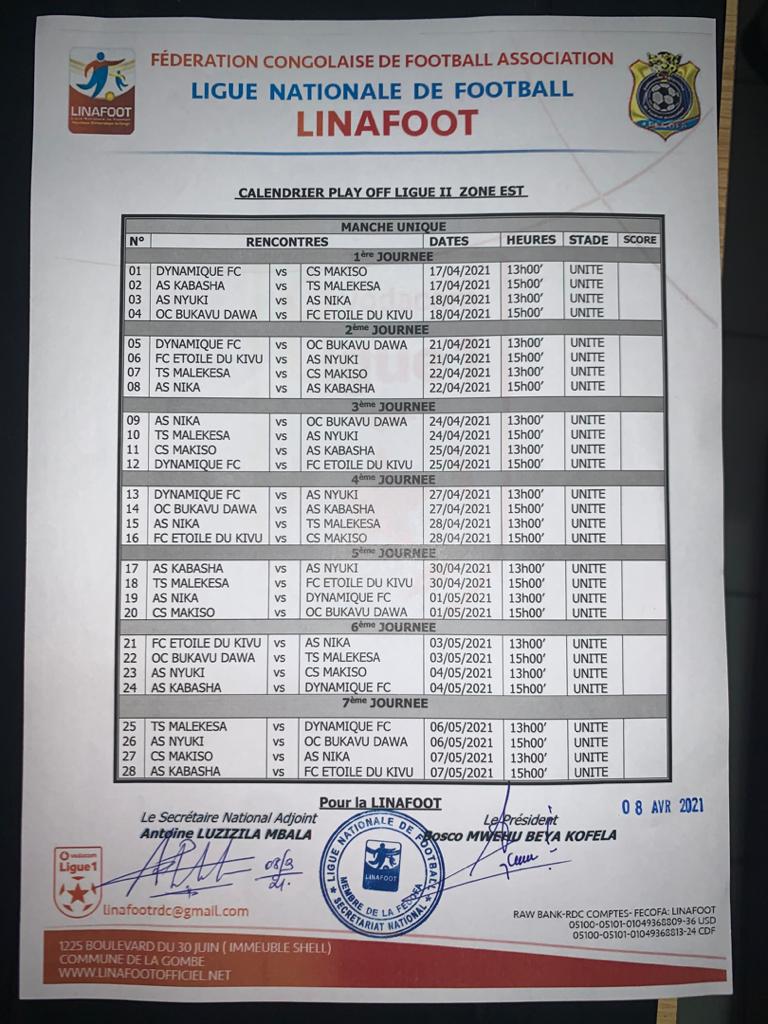 FÉDERATION CONGOLAISE DE FOOTBALL ASSOCIATION
LIGUE NATIONALE DE FOOTBALL
LINAFOOT
LINAFOOT
CALENDRIER PLAY OFF LIGUE II ZONE EST
MANCHE UNIQUE
N° RENCONTRES DATES HEURES STADE SCORE
1ère JOURNEE
01 DYNAMIQUE FC vs CS MAKISO 17/04/2021 13h00' UNITE
02 AS KABASHA vs TS MALEKESA 17/04/2021 15h00' UNITE
03 AS NYUKI vs AS NIKA 18/04/2021 13h00' UNITE
04 OC BUKAVU DAWA vs FC ETOILE DU KIVU 18/04/2021 15h00' UNITE
2ème JOURNEE
05 DYNAMIQUE FC vs OC BUKAVU DAWA 21/04/2021 13h00' UNITE
06 FC ETOILE DU KIVU vs AS NYUKI 21/04/2021 15h00' UNITE
07 TS MALEKESA vs CS MAKISO 22/04/2021 13h00' UNITE
08 AS NIKA vs AS KABASHA 22/04/2021 15h00' UNITE
3ème JOURNEE
09 AS NIKA vs OC BUKAVU DAWA 24/04/2021 13h00' UNITE
10 TS MALEKESA vs AS NYUKI 24/04/2021 15h00' UNITE
11 CS MAKISO vs AS KABASHA 25/04/2021 13h00' UNITE
12 DYNAMIQUE FC vs FC ETOILE DU KIVU 25/04/2021 15h00' UNITE
4ème JOURNEE
13 DYNAMIQUE FC vs AS NYUKI 27/04/2021 13h00' UNITE
14 OC BUKAVU DAWA vs AS KABASHA 27/04/2021 15h00' UNITE
15 AS NIKA vs TS MALEKESA 28/04/2021 13h00' UNITE
16 FC ETOILE DU KIVU vs CS MAKISO 28/04/2021 15h00' UNITE
5ème JOURNEE
17 AS KABASHA vs AS NYUKI 30/04/2021 13h00' UNITE
18 TS MALEKESA vs FC ETOILE DU KIVU 30/04/2021 15h00' UNITE
19 AS NIKA vs DYNAMIQUE FC 01/05/2021 13h00' UNITE
20 CS MAKISO vs OC BUKAVU DAWA 01/05/2021 15h00' UNITE
6ème JOURNEE
21 FC ETOILE DU KIVU vs AS NIKA 03/05/2021 13h00' UNITE
22 OC BUKAVU DAWA vs TS MALEKESA 03/05/2021 15h00' UNITE
23 AS NYUKI vs CS MAKISO 04/05/2021 13h00' UNITE
24 AS KABASHA vs DYNAMIQUE FC 04/05/2021 15h00' UNITE
7ème JOURNEE
25 TS MALEKESA vs DYNAMIQUE FC 06/05/2021 13h00' UNITE
26 AS NYUKI vs OC BUKAVU DAWA 06/05/2021 15h00' UNITE
27 CS MAKISO vs AS NIKA 07/05/2021 13h00' UNITE
28 AS KABASHA vs FC ETOILE DU KIVU 07/05/2021 15h00' UNITE
Pour la LINAFOOT
08 AVR 2021
Le Secrétaire National Adjoint Le Président
Antoine LUZIZILA MBALA Bosco MWEHU BEYA KOFELA
LIGUE NATIONALE DE FOOTBALL
LINAFOOT
MEMBRE DE LA FECOFA
SECRETARIAT NATIONAL
vodacom
Ligue1
linafootrdc@gmail.com
RAW BANK-RDC COMPTES- FECOFA: LINAFOOT
05100-05101-01049368809-36 USD
05100-05101-01049368813-24 CDF
1225 BOULEVARD DU 30 JUIN ( IMMEUBLE SHELL)
COMMUNE DE LA GOMBE
WWW.LINAFOOTOFFICIEL.NET